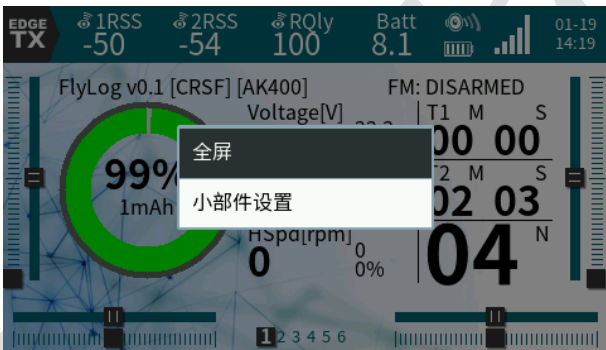 EDGE TX 1RSS 2RSS RQly Batt 01-19
-50 -54 100 8.1 14:19
FlyLog v0.1 [CRSF] [AK400] FM: DISARMED
Voltage[V] T1 M S
00 00
全屏
99% T2 M S
1mAh 小部件设置 02 03
HSpd[rpm] N
0 0 04
0%
1 2 3 4 5 6